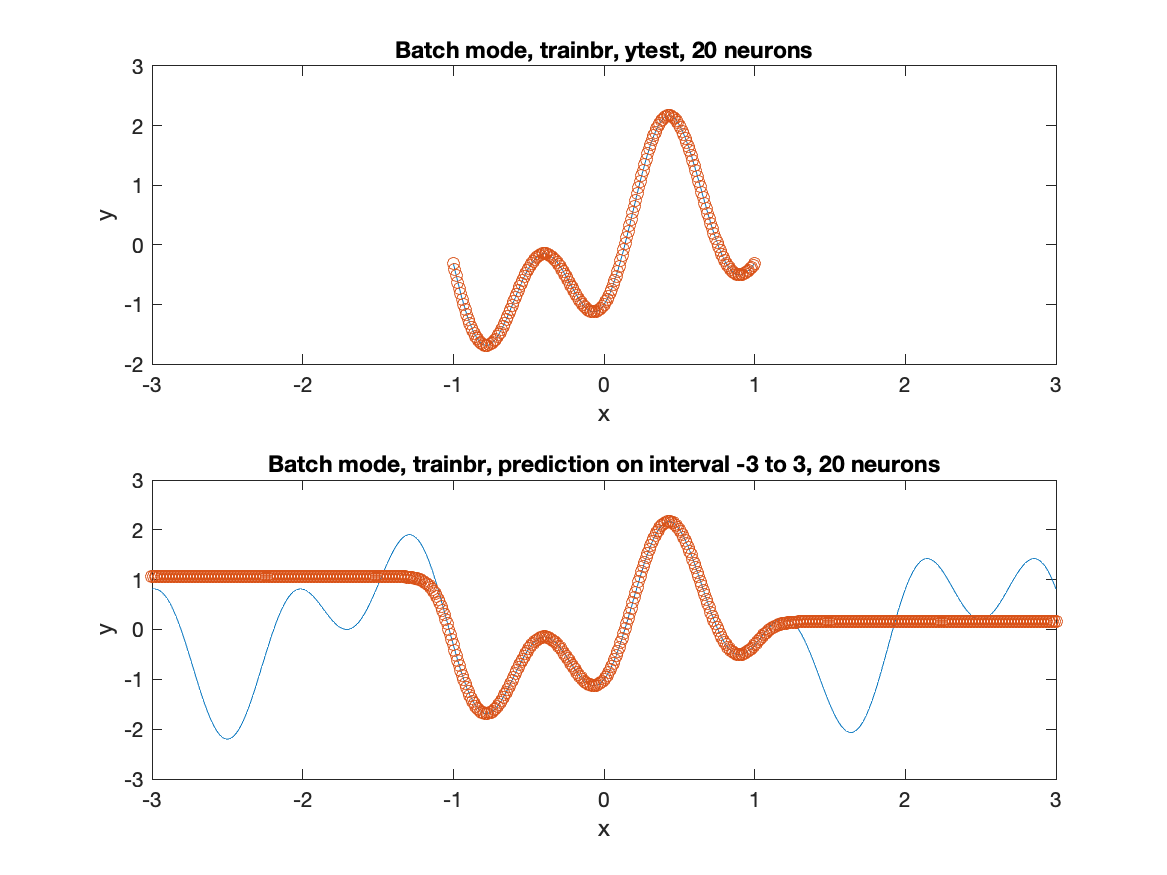 Batch mode, trainbr, ytest, 20 neurons
3
2
1
0
-1
-2
y
-3 -2 -1 0 1 2 3
x
Batch mode, trainbr, prediction on interval -3 to 3, 20 neurons
3
2
1
0
-1
-2
-3
y
-3 -2 -1 0 1 2 3
x